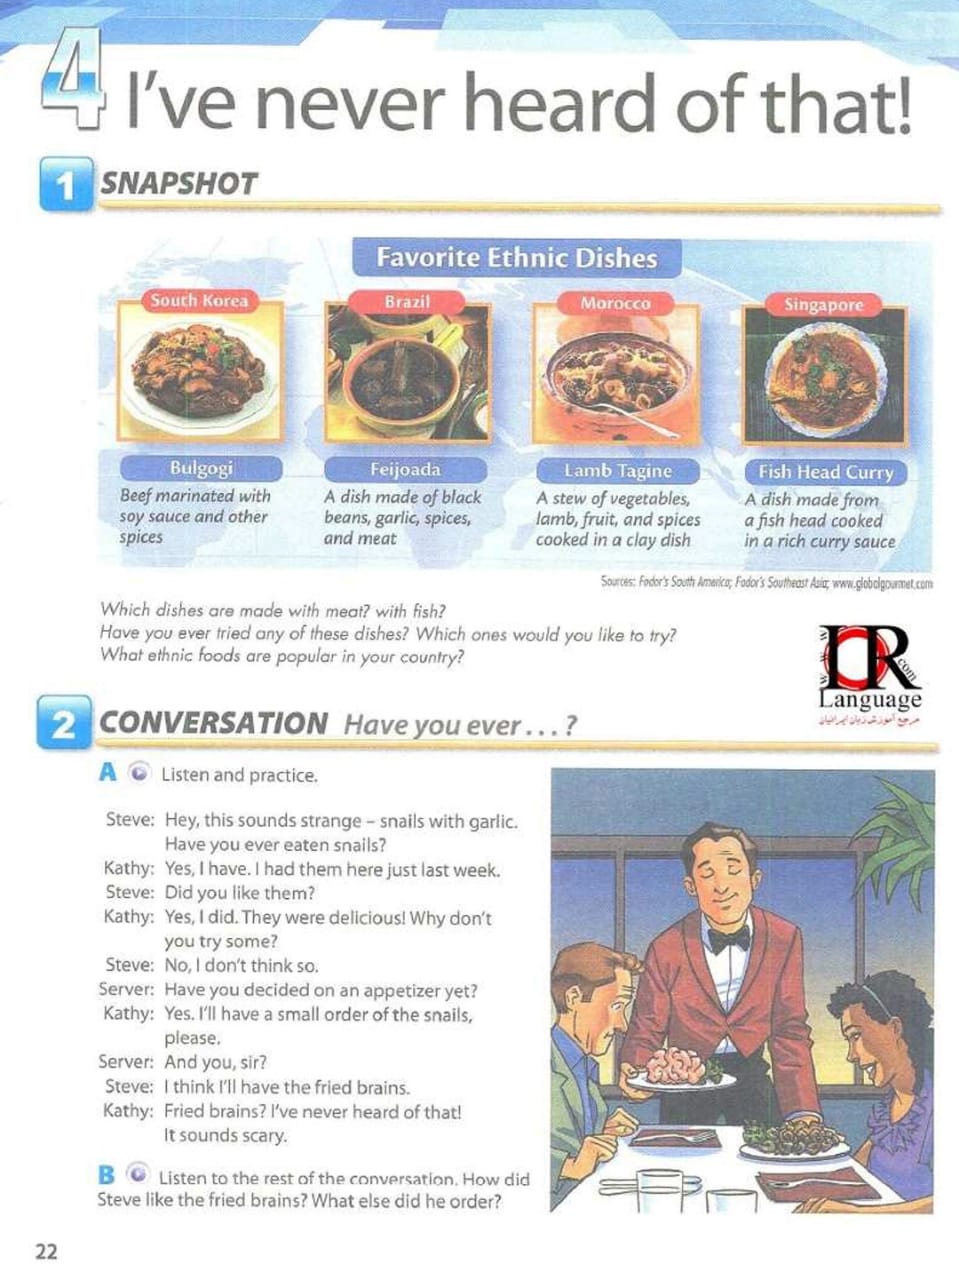 4 I've never heard of that!
1 SNAPSHOT
Favorite Ethnic Dishes
South Korea
Bulgogi
Beef marinated with
soy sauce and other
spices
Brazil
Feijoada
A dish made of black
beans, garlic, spices,
and meat
Morocco
Lamb Tagine
A stew of vegetables,
lamb, fruit, and spices
cooked in a clay dish
Singapore
Fish Head Curry
A dish made from
a fish head cooked
in a rich curry sauce
Sources: Fodor's South America; Fodor's Southeast Asia; www.globalgourmet.com
Which dishes are made with meat? with fish?
Have you ever tried any of these dishes? Which ones would you like to try?
What ethnic foods are popular in your country?
www.IR.com
Language
مرجع آموزش زبان ایرانیان
2 CONVERSATION Have you ever . . . ?
A Listen and practice.
Steve: Hey, this sounds strange – snails with garlic.
Have you ever eaten snails?
Kathy: Yes, I have. I had them here just last week.
Steve: Did you like them?
Kathy: Yes, I did. They were delicious! Why don't
you try some?
Steve: No, I don't think so.
Server: Have you decided on an appetizer yet?
Kathy: Yes. I'll have a small order of the snails,
please.
Server: And you, sir?
Steve: I think I'll have the fried brains.
Kathy: Fried brains? I've never heard of that!
It sounds scary.
B Listen to the rest of the conversation. How did
Steve like the fried brains? What else did he order?
22